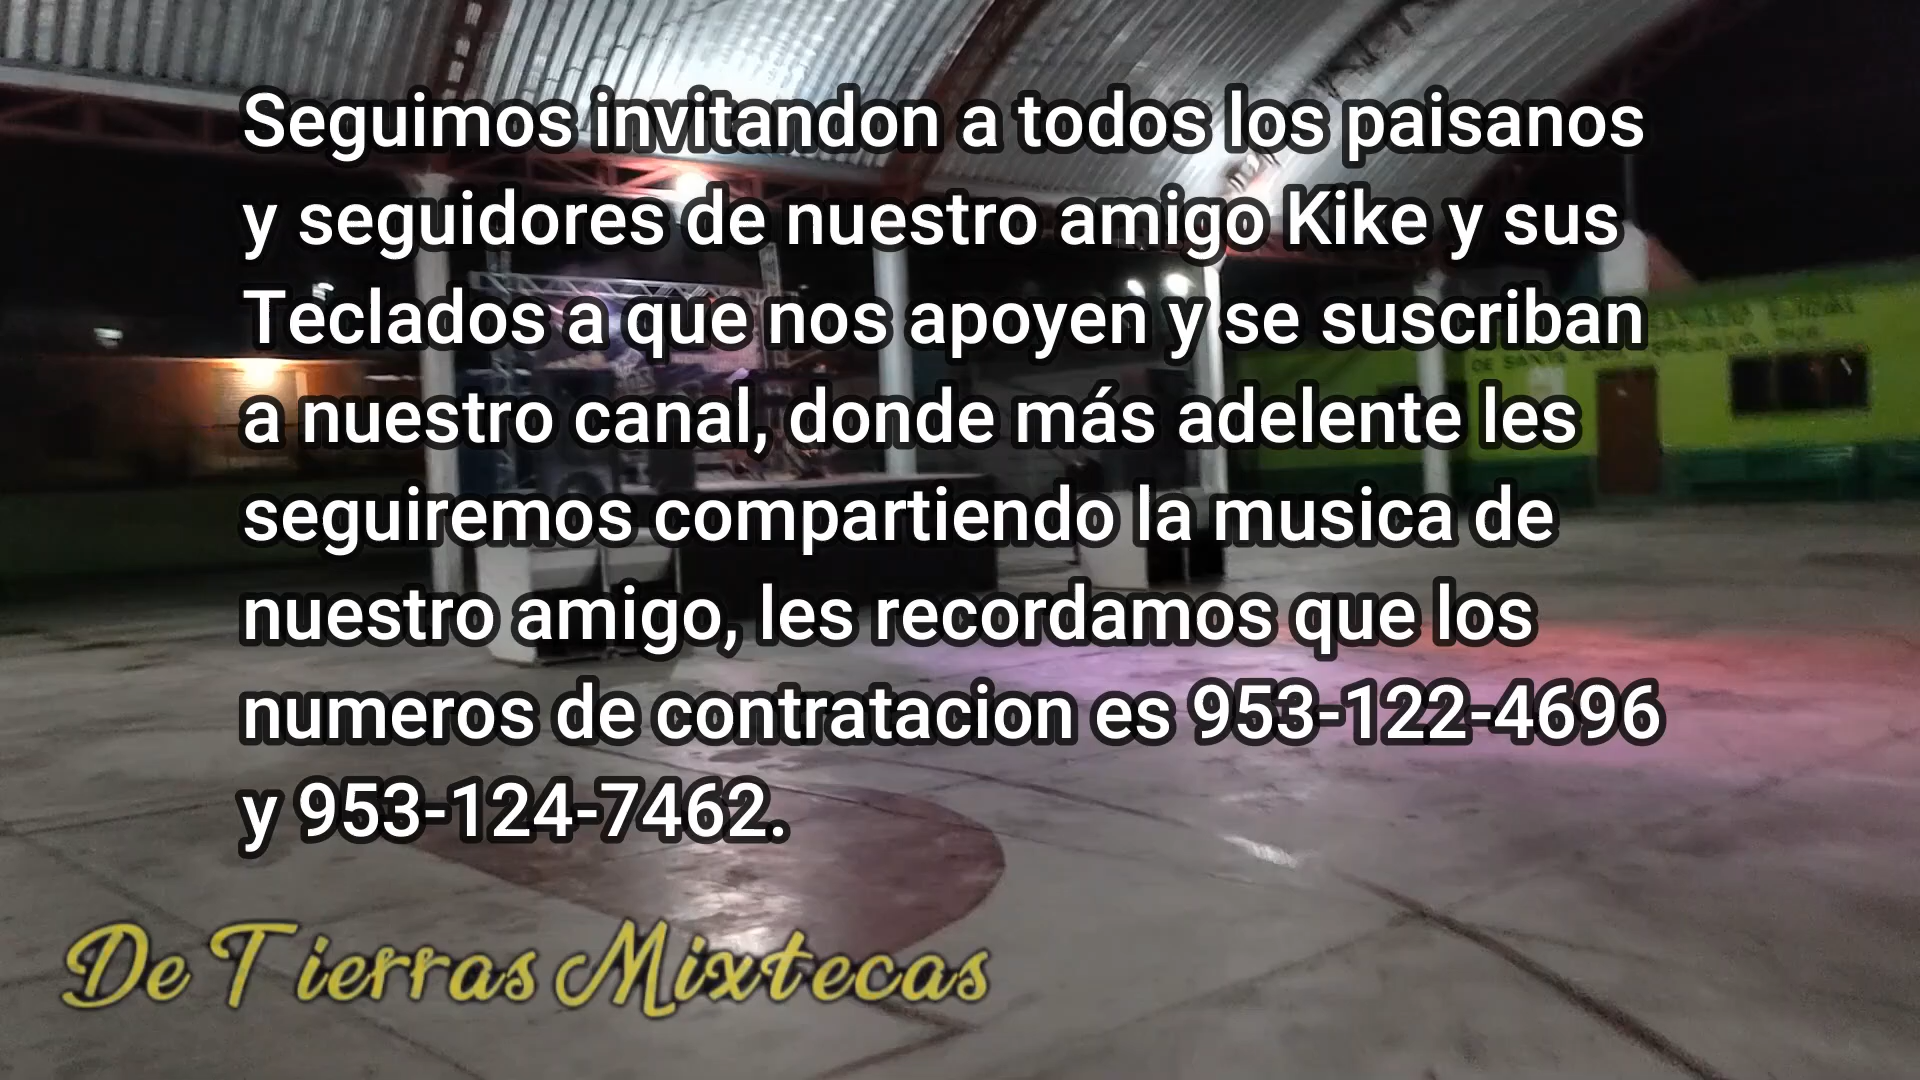 Seguimos invitandon a todos los paisanos
y seguidores de nuestro amigo Kike y sus
Teclados a que nos apoyen y se suscriban
a nuestro canal, donde más adelente les
seguiremos compartiendo la musica de
nuestro amigo, les recordamos que los
numeros de contratacion es 953-122-4696
y 953-124-7462.
De Tierras Mixtecas
DE SANTA